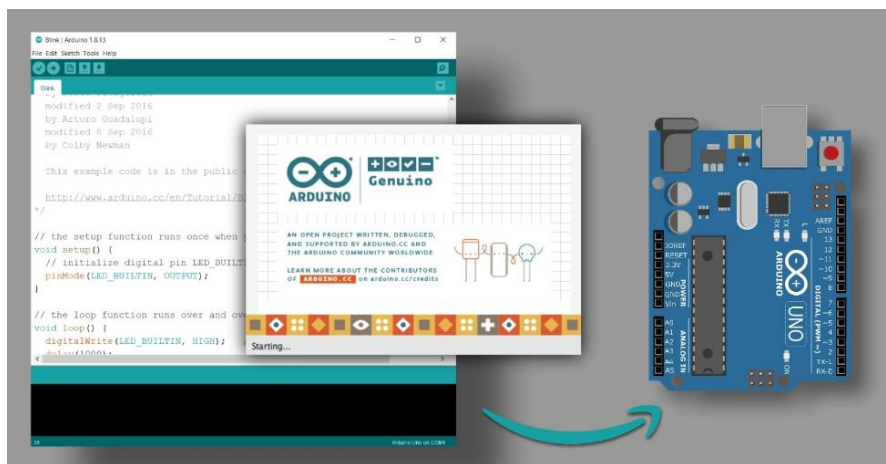 Blink | Arduino 1.8.13
File Edit Sketch Tools Help
Blink
modified 2 Sep 2016
by Arturo Guadalupi
modified 8 Sep 2016
by Colby Newman
This example code is in the public
http://www.arduino.cc/en/Tutorial/B
*/
// the setup function runs once when
void setup() {
// initialize digital pin LED_BUILT
pinMode(LED_BUILTIN, OUTPUT);
}
// the loop function runs over and ov
void loop() {
digitalWrite(LED_BUILTIN, HIGH);
delay(1000);
16
Arduino Uno on COM4
ARDUINO
Genuino
AN OPEN PROJECT WRITTEN, DEBUGGED,
AND SUPPORTED BY ARDUINO.CC AND
THE ARDUINO COMMUNITY WORLDWIDE
LEARN MORE ABOUT THE CONTRIBUTORS
OF ARDUINO.CC on arduino.cc/credits
Starting...
IOREF
RESET
3.3V
5V
GND
GND
Vin
POWER
A0
A1
A2
A3
A4
A5
ANALOG IN
RX
TX
L
ARDUINO
UNO
ON
AREF
GND
13
12
~11
~10
~9
8
7
~6
~5
4
~3
2
TX→1
RX←0
DIGITAL (PWM ~)